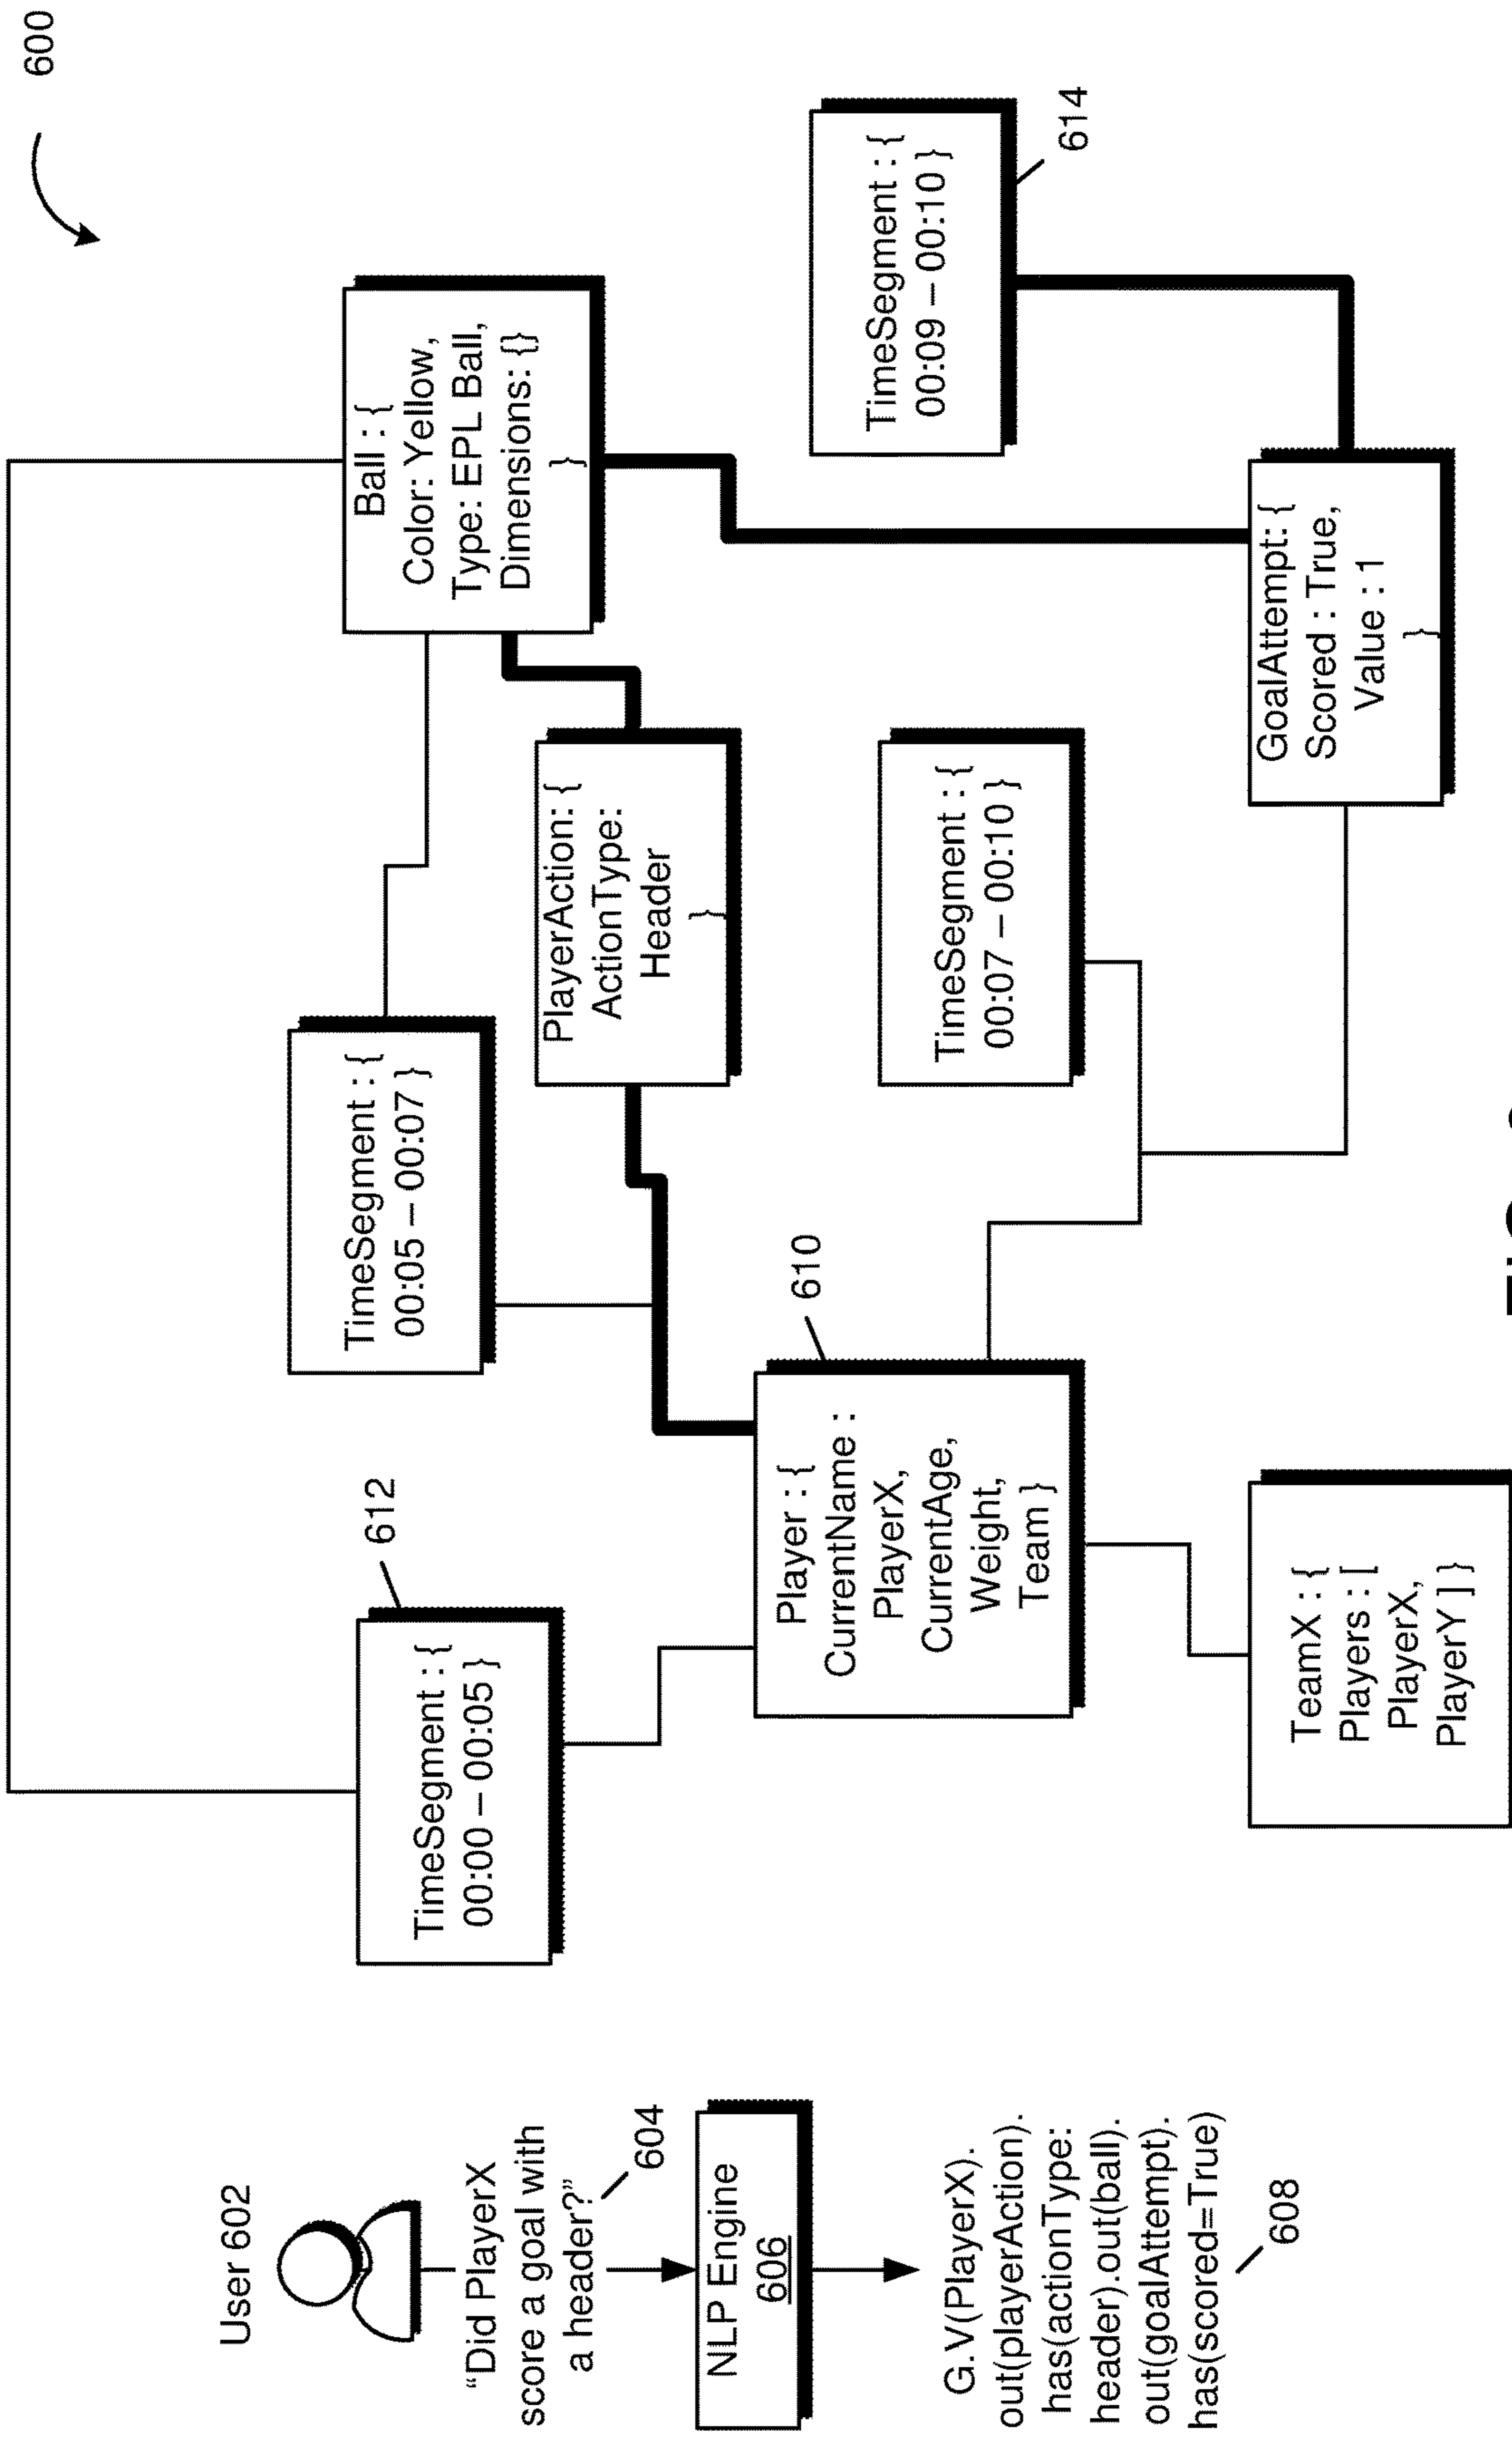 600
User 602
“Did PlayerX
score a goal with
a header?”
604
NLP Engine
606
G.V(PlayerX).
out(playerAction).
has(actionType:
header).out(ball).
out(goalAttempt).
has(scored=True)
608
TimeSegment : {
00:00 – 00:05 }
612
TimeSegment : {
00:05 – 00:07 }
Ball : {
Color: Yellow,
Type: EPL Ball,
Dimensions: {}
}
PlayerAction: {
ActionType:
Header
}
Player : {
CurrentName :
PlayerX,
CurrentAge,
Weight,
Team }
610
TimeSegment : {
00:07 – 00:10 }
TimeSegment : {
00:09 – 00:10 }
614
TeamX : {
Players : [
PlayerX,
PlayerY ] }
GoalAttempt: {
Scored : True,
Value : 1
}